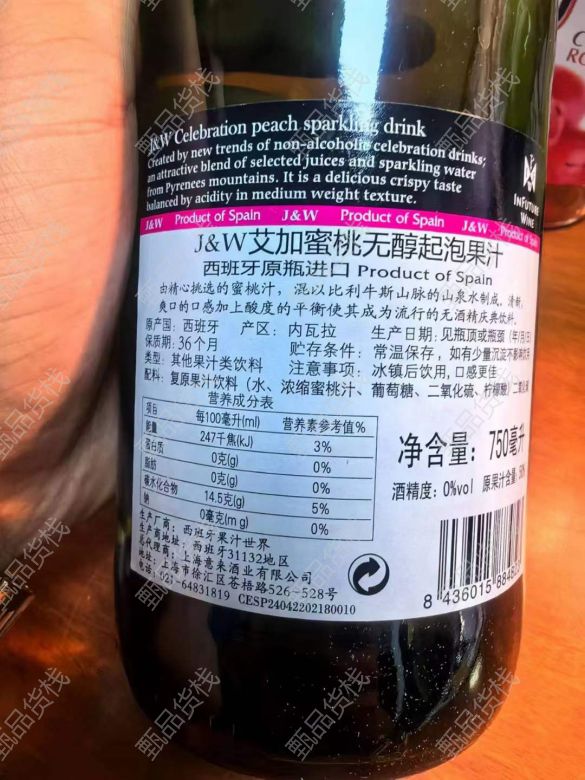 J&W Celebration peach sparkling drink
Created by new trends of non-alcoholic celebration drinks;
an attractive blend of selected juices and sparkling water
from Pyrenees mountains. It is a delicious crispy taste
balanced by acidity in medium weight texture.
INFUTURE
WINE
J&W Product of Spain J&W Product of Spain J&W Product of Spain
J&W艾加蜜桃无醇起泡果汁
西班牙原瓶进口 Product of Spain
由精心挑选的蜜桃汁，混以比利牛斯山脉的山泉水制成。清新、
爽口的口感加上酸度的平衡使其成为流行的无酒精庆典饮料。
原产国: 西班牙 产区: 内瓦拉 生产日期: 见瓶顶或瓶颈 (年/月/日)
保质期: 36个月 贮存条件: 常温保存，如有少量沉淀不影响饮用
类型: 其他果汁类饮料 注意事项: 冰镇后饮用，口感更佳
配料: 复原果汁饮料（水、浓缩蜜桃汁、葡萄糖、二氧化硫、柠檬酸）二氧化碳
营养成分表
项目 每100毫升(ml) 营养素参考值%
能量 247千焦(kJ) 3%
蛋白质 0克(g) 0%
脂肪 0克(g) 0%
碳水化合物 14.5克(g) 5%
钠 0毫克(mg) 0%
净含量: 750毫升
酒精度: 0%vol 原果汁含量:
生产厂商: 西班牙果汁世界
生产商地址: 西班牙31132地区
总代理商: 上海意来酒业有限公司
地址: 上海市徐汇区苍梧路526-528号
电话: 021-64831819 CESP24042202180010
8 436015 8848
甄品货栈